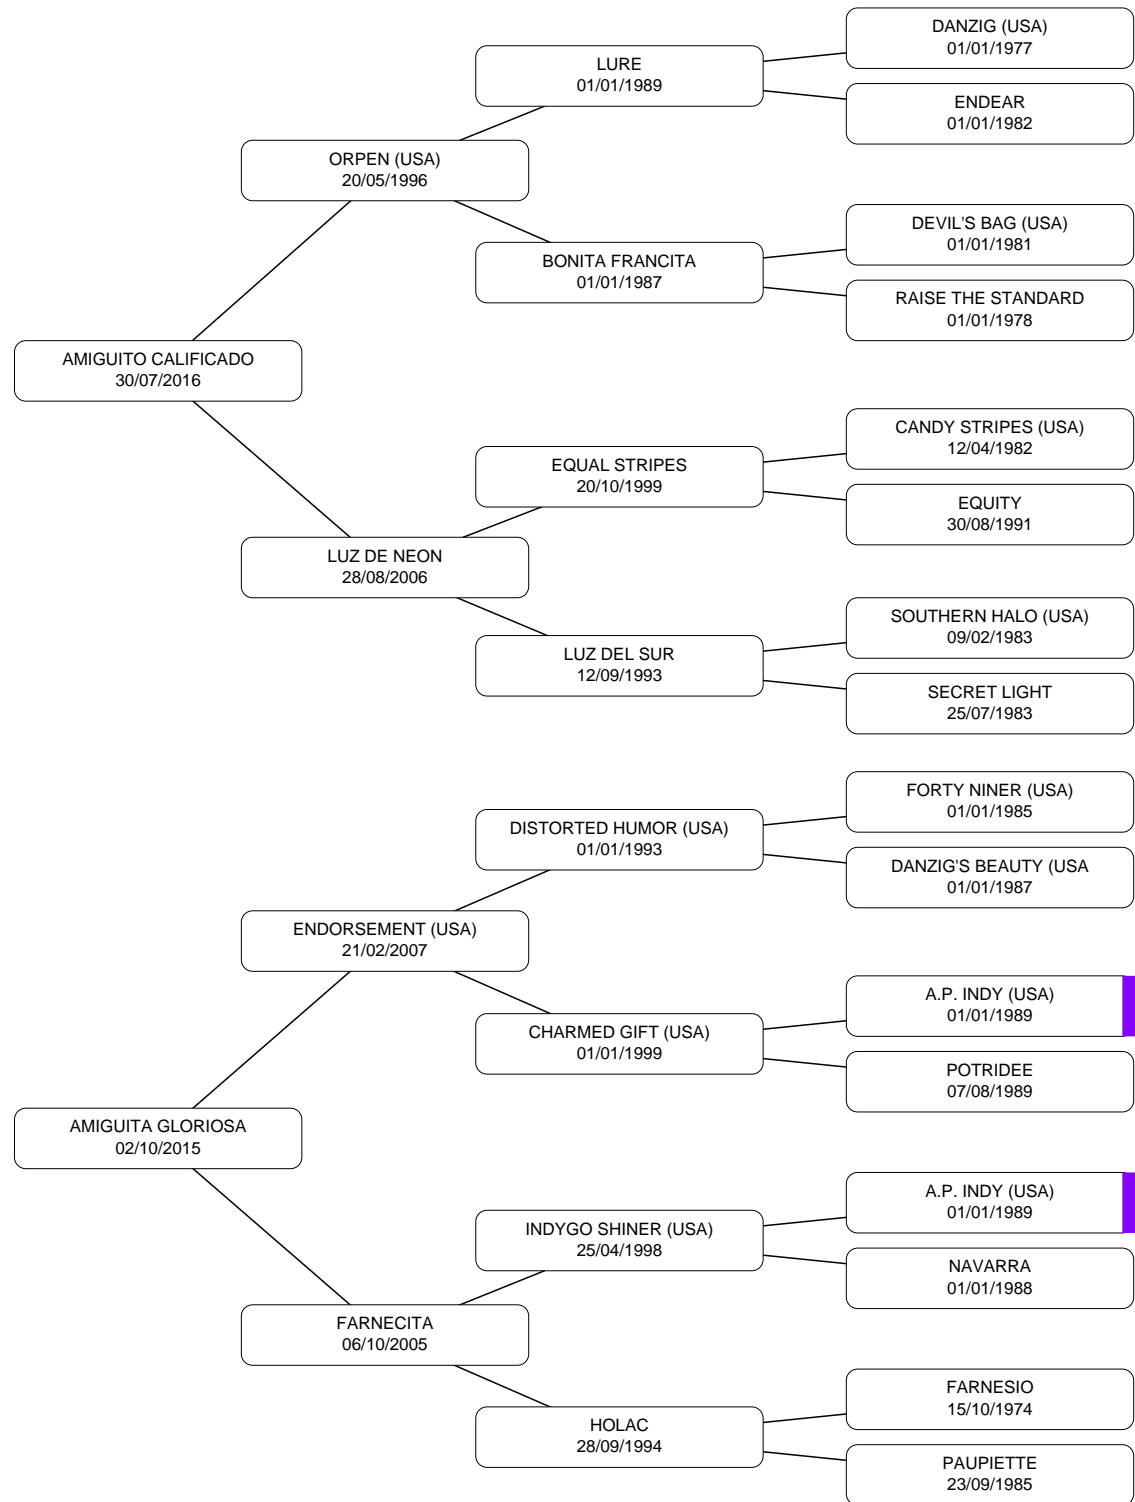 DANZIG (USA)
01/01/1977
LURE
01/01/1989
ENDEAR
01/01/1982
ORPEN (USA)
20/05/1996
DEVIL'S BAG (USA)
01/01/1981
BONITA FRANCITA
01/01/1987
RAISE THE STANDARD
01/01/1978
AMIGUITO CALIFICADO
30/07/2016
CANDY STRIPES (USA)
12/04/1982
EQUAL STRIPES
20/10/1999
EQUITY
30/08/1991
LUZ DE NEON
28/08/2006
SOUTHERN HALO (USA)
09/02/1983
LUZ DEL SUR
12/09/1993
SECRET LIGHT
25/07/1983
FORTY NINER (USA)
01/01/1985
DISTORTED HUMOR (USA)
01/01/1993
DANZIG'S BEAUTY (USA
01/01/1987
ENDORSEMENT (USA)
21/02/2007
A.P. INDY (USA)
01/01/1989
CHARMED GIFT (USA)
01/01/1999
POTRIDEE
07/08/1989
AMIGUITA GLORIOSA
02/10/2015
A.P. INDY (USA)
01/01/1989
INDYGO SHINER (USA)
25/04/1998
NAVARRA
01/01/1988
FARNECITA
06/10/2005
FARNESIO
15/10/1974
HOLAC
28/09/1994
PAUPIETTE
23/09/1985